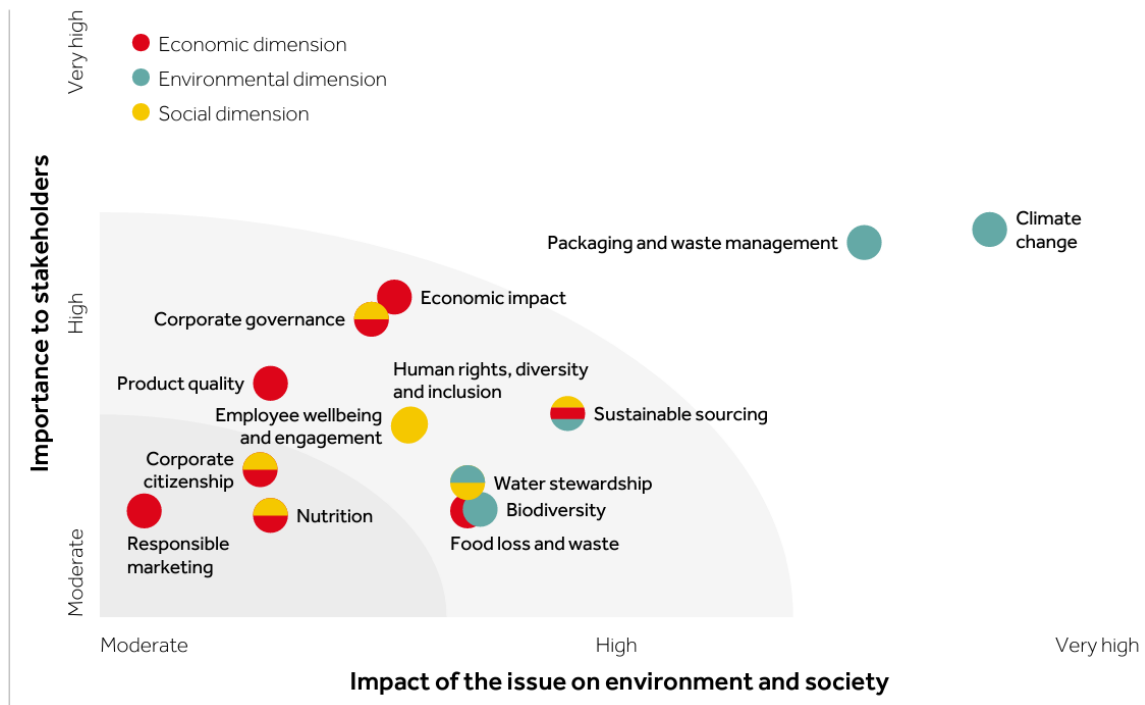 Very high
Economic dimension
Environmental dimension
Social dimension
Importance to stakeholders
High
Moderate
Climate
change
Packaging and waste management
Economic impact
Corporate governance
Human rights, diversity
and inclusion
Product quality
Employee wellbeing
and engagement
Sustainable sourcing
Corporate
citizenship
Water stewardship
Nutrition
Biodiversity
Responsible
marketing
Food loss and waste
Moderate
High
Very high
Impact of the issue on environment and society